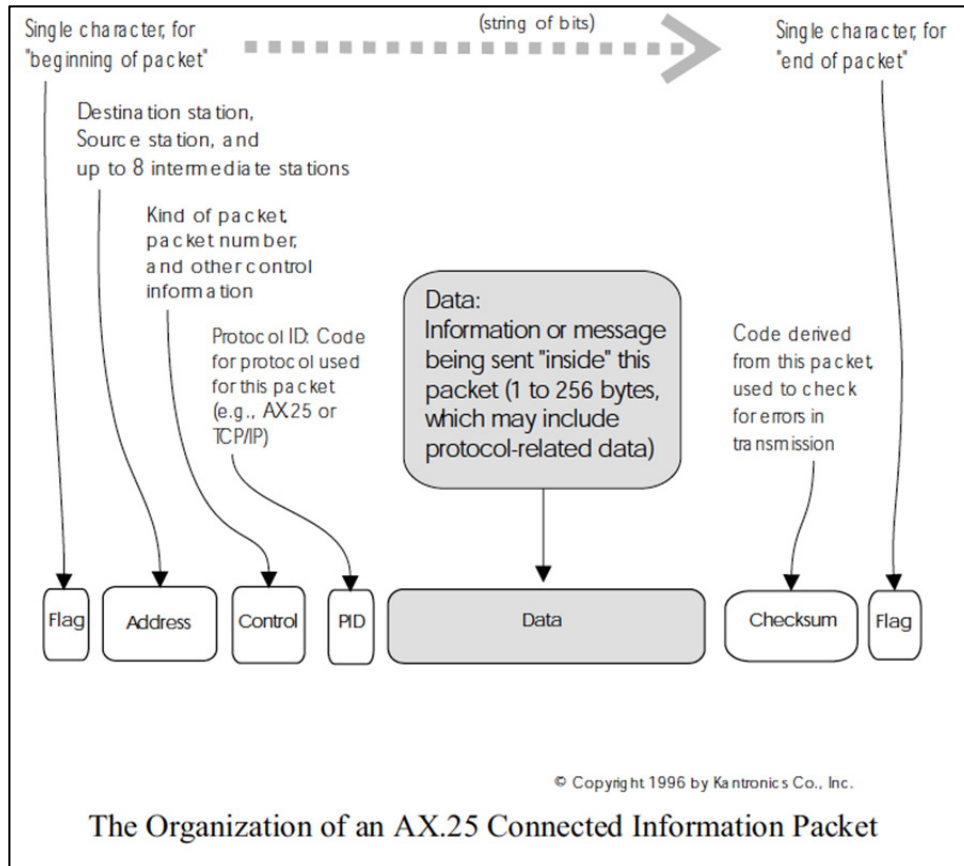 Single character, for
"beginning of packet"
(string of bits)
Single character, for
"end of packet"
Destination station,
Source station, and
up to 8 intermediate stations
Kind of packet,
packet number,
and other control
information
Protocol ID: Code
for protocol used
for this packet
(e.g., AX.25 or
TCP/IP)
Data:
Information or message
being sent "inside" this
packet (1 to 256 bytes,
which may include
protocol-related data)
Code derived
from this packet,
used to check
for errors in
transmission
Flag
Address
Control
PID
Data
Checksum
Flag
© Copyright 1996 by Kantronics Co., Inc.
The Organization of an AX.25 Connected Information Packet